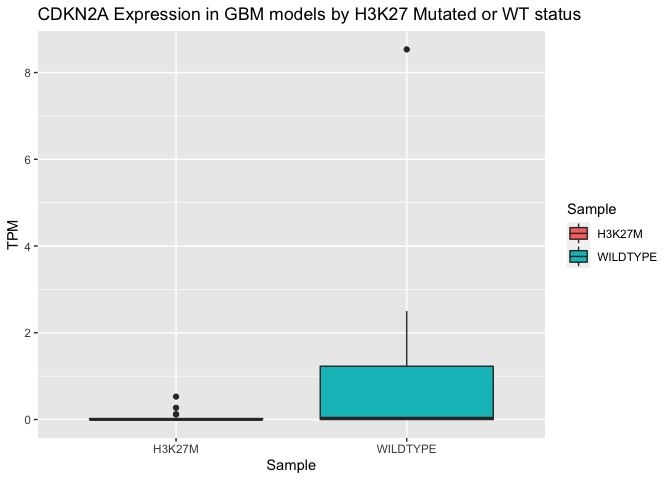 CDKN2A Expression in GBM models by H3K27 Mutated or WT status
8
6
4
2
0
TPM
H3K27M
WILDTYPE
Sample
Sample
H3K27M
WILDTYPE